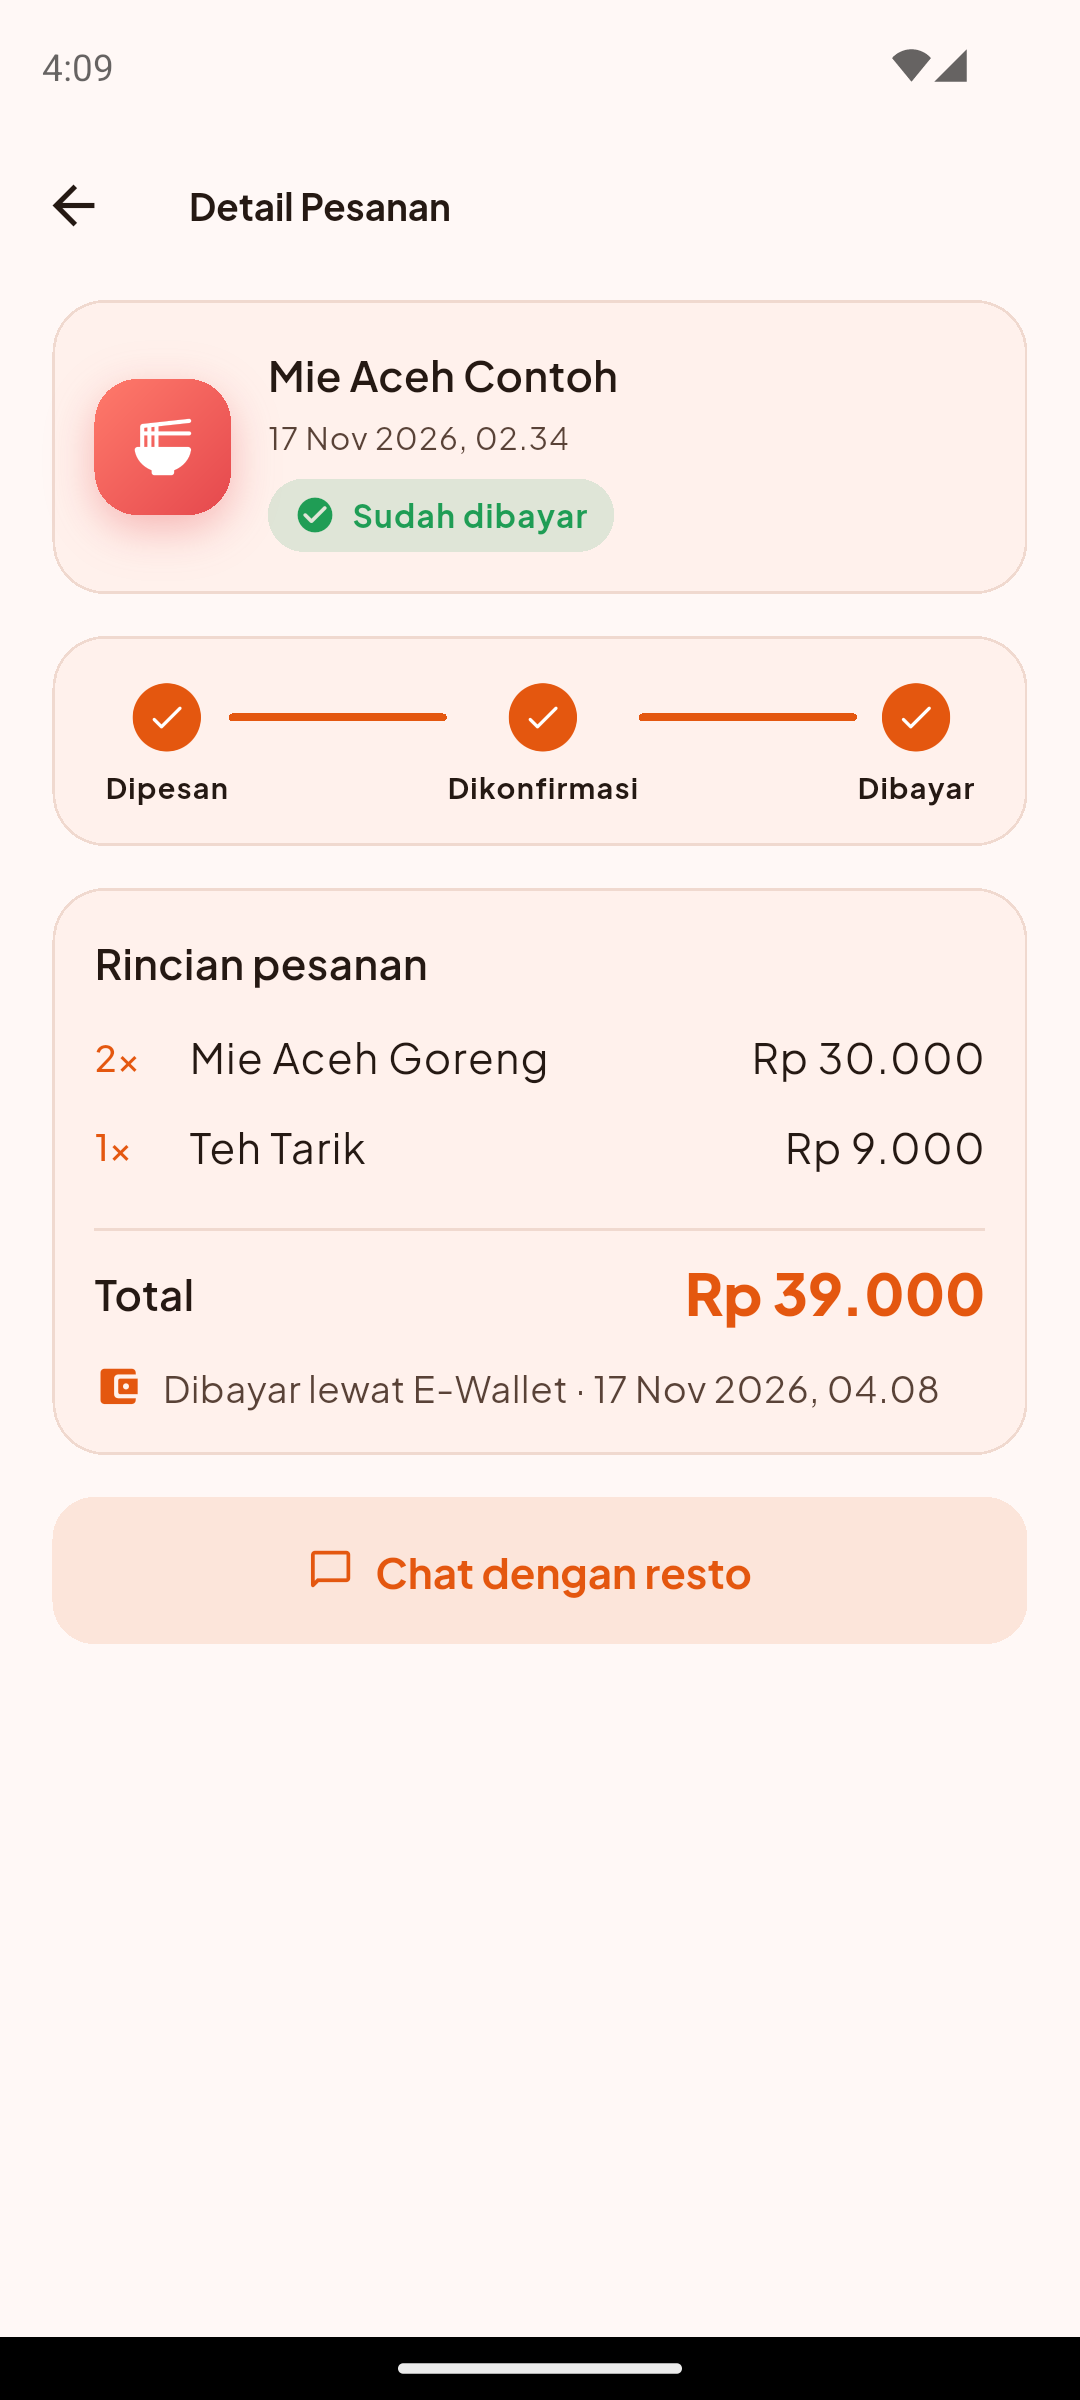 4:09
Detail Pesanan
Mie Aceh Contoh
17 Nov 2026, 02.34
Sudah dibayar
Dipesan
Dikonfirmasi
Dibayar
Rincian pesanan
2× Mie Aceh Goreng Rp 30.000
1× Teh Tarik Rp 9.000
Total Rp 39.000
Dibayar lewat E-Wallet · 17 Nov 2026, 04.08
Chat dengan resto